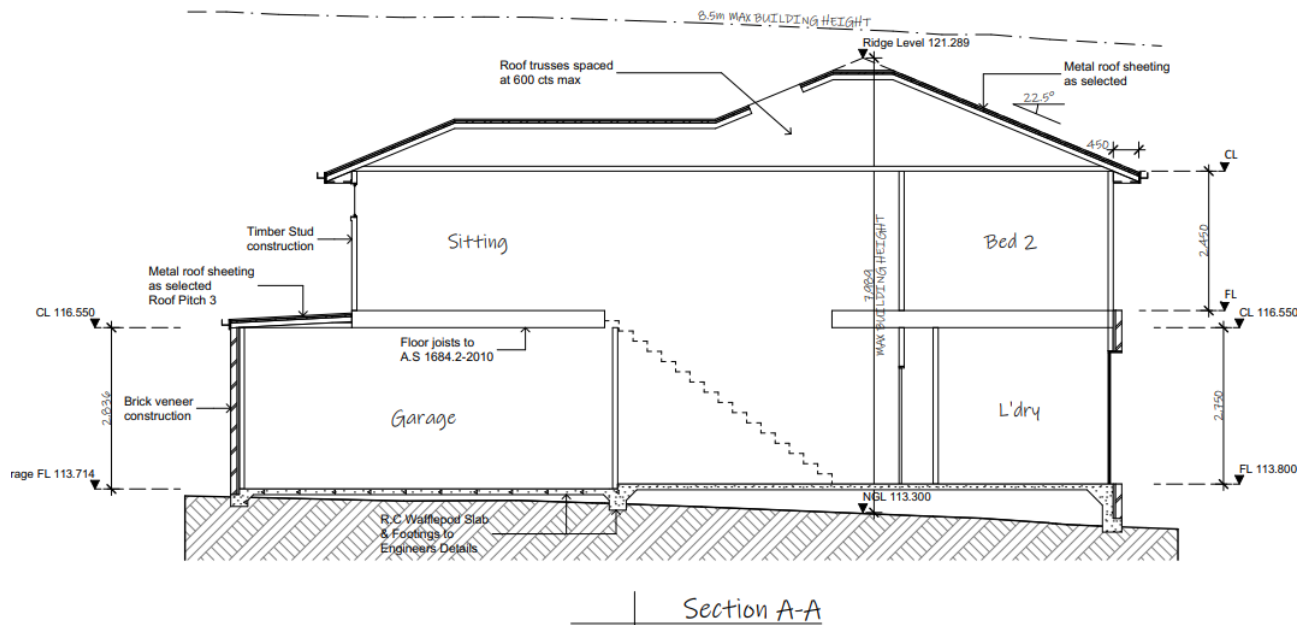 8.5m MAX BUILDING HEIGHT
Ridge Level 121.289
Roof trusses spaced
at 600 cts max
Metal roof sheeting
as selected
22.5°
450
CL
Timber Stud
construction
Sitting
Bed 2
2,450
Metal roof sheeting
as selected
Roof Pitch 3
7,989
MAX BUILDING HEIGHT
FL
CL 116.550
CL 116.550
Floor joists to
A.S 1684.2-2010
Brick veneer
construction
2,836
Garage
L'dry
2,750
rage FL 113.714
FL 113.800
NGL 113.300
R.C Wafflepod Slab
& Footings to
Engineers Details
Section A-A